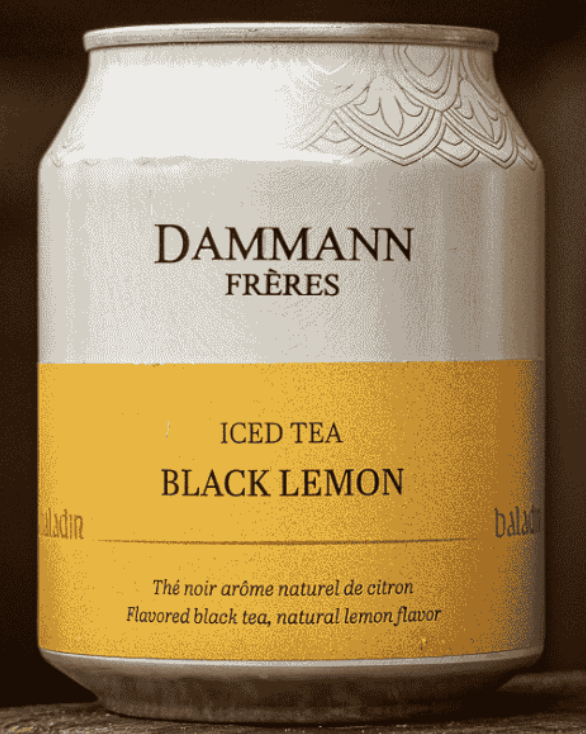 DAMMANN
FRÈRES
ICED TEA
BLACK LEMON
baladin
Thé noir arôme naturel de citron
Flavored black tea, natural lemon flavor